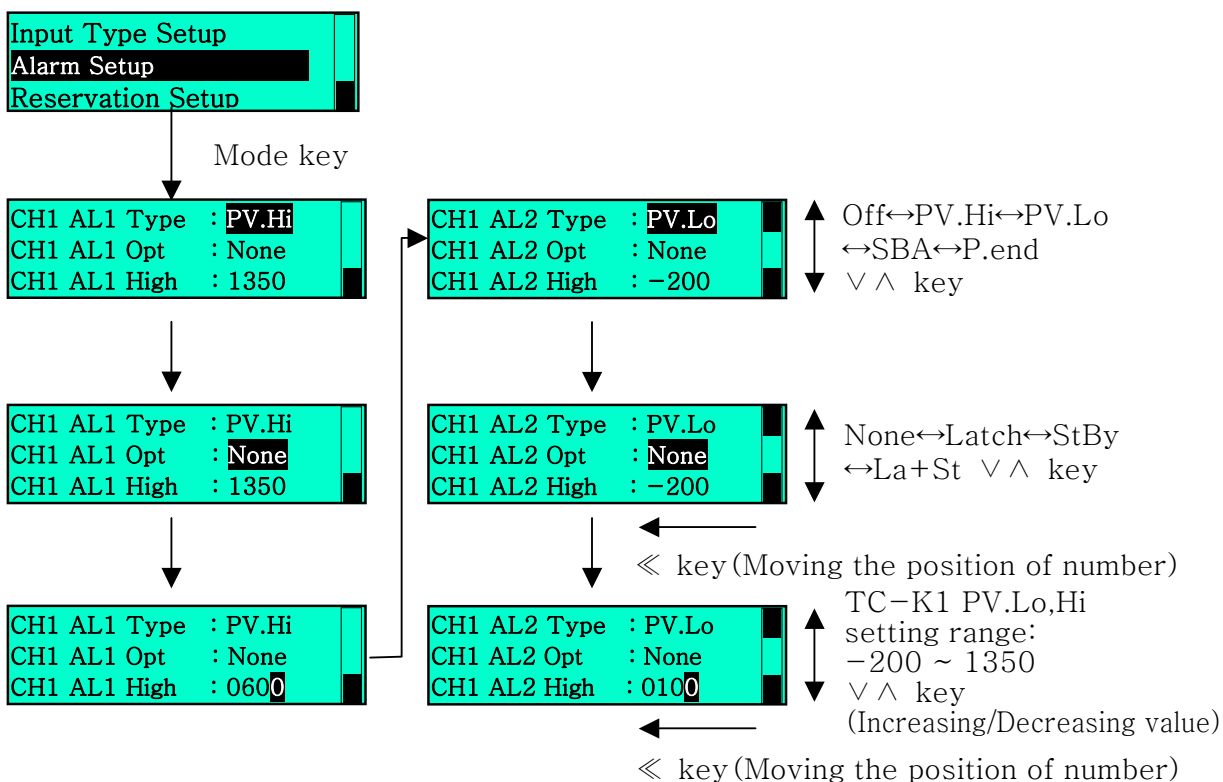 Input Type Setup
Alarm Setup
Reservation Setup
Mode key
CH1 AL1 Type : PV.Hi
CH1 AL1 Opt : None
CH1 AL1 High : 1350
CH1 AL2 Type : PV.Lo
CH1 AL2 Opt : None
CH1 AL2 High : −200
Off↔PV.Hi↔PV.Lo
↔SBA↔P.end
∨∧ key
CH1 AL1 Type : PV.Hi
CH1 AL1 Opt : None
CH1 AL1 High : 1350
CH1 AL2 Type : PV.Lo
CH1 AL2 Opt : None
CH1 AL2 High : −200
None↔Latch↔StBy
↔La+St ∨∧ key
≪ key(Moving the position of number)
CH1 AL1 Type : PV.Hi
CH1 AL1 Opt : None
CH1 AL1 High : 0600
CH1 AL2 Type : PV.Lo
CH1 AL2 Opt : None
CH1 AL2 High : 0100
TC−K1 PV.Lo,Hi
setting range:
−200 ~ 1350
∨∧ key
(Increasing/Decreasing value)
≪ key(Moving the position of number)